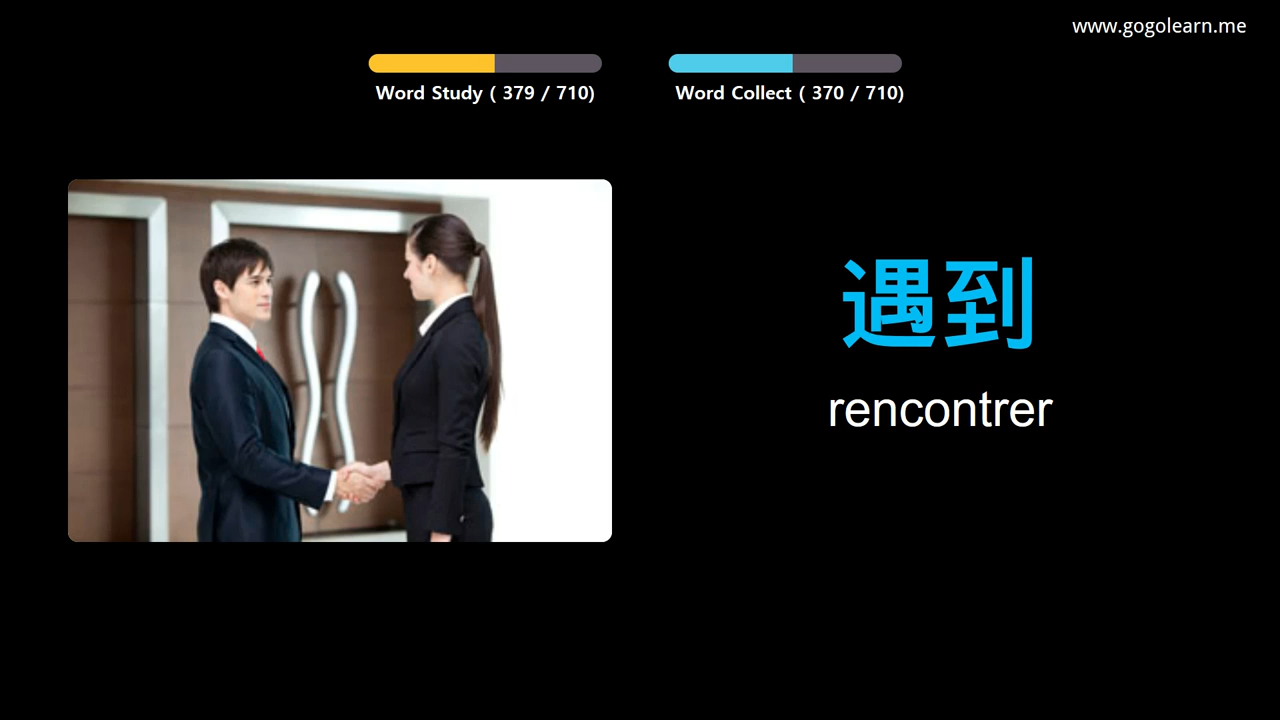 www.gogolearn.me
Word Study ( 379 / 710)
Word Collect ( 370 / 710)
遇到
rencontrer